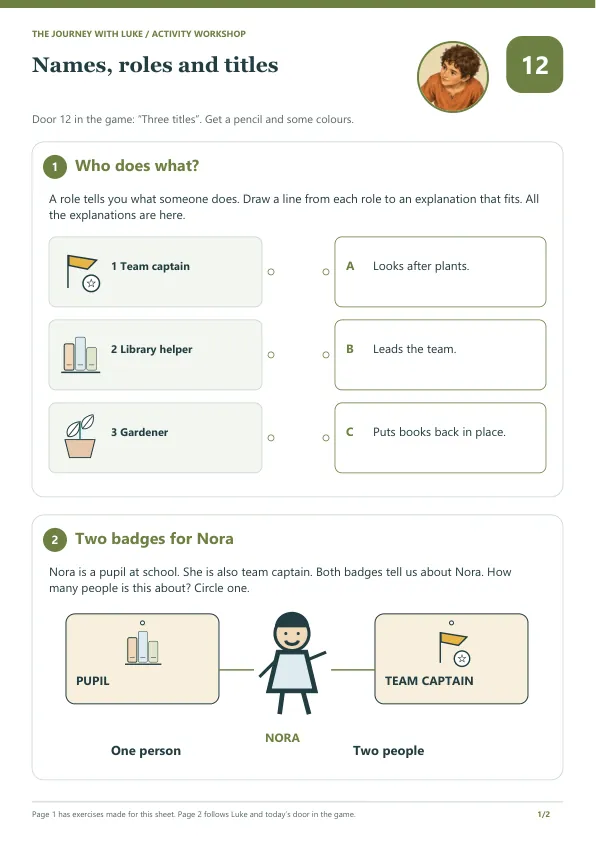 THE JOURNEY WITH LUKE / ACTIVITY WORKSHOP
Names, roles and titles
12
Door 12 in the game: “Three titles”. Get a pencil and some colours.
1 Who does what?
A role tells you what someone does. Draw a line from each role to an explanation that fits. All
the explanations are here.
1 Team captain
A Looks after plants.
2 Library helper
B Leads the team.
3 Gardener
C Puts books back in place.
2 Two badges for Nora
Nora is a pupil at school. She is also team captain. Both badges tell us about Nora. How
many people is this about? Circle one.
PUPIL
TEAM CAPTAIN
NORA
One person
Two people
Page 1 has exercises made for this sheet. Page 2 follows Luke and today’s door in the game.
1/2